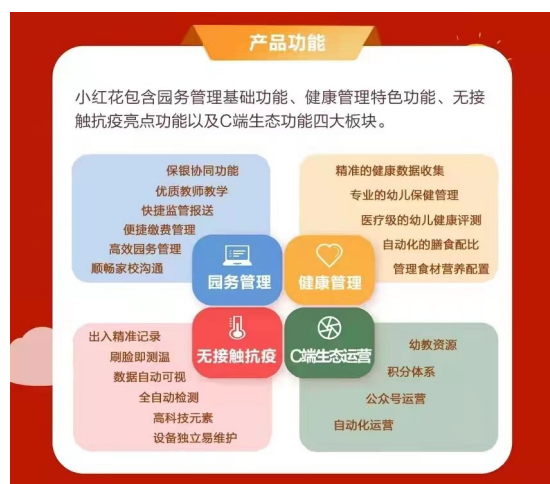 产品功能
小红花包含园务管理基础功能、健康管理特色功能、无接
触抗疫亮点功能以及C端生态功能四大板块。
保银协同功能
优质教师教学
快捷监管报送
便捷缴费管理
高效园务管理
顺畅家校沟通
园务管理
精准的健康数据收集
专业的幼儿保健管理
医疗级的幼儿健康评测
自动化的膳食配比
管理食材营养配置
健康管理
出入精准记录
刷脸即测温
数据自动可视
全自动检测
高科技元素
设备独立易维护
无接触抗疫
C端生态运营
幼教资源
积分体系
公众号运营
自动化运营